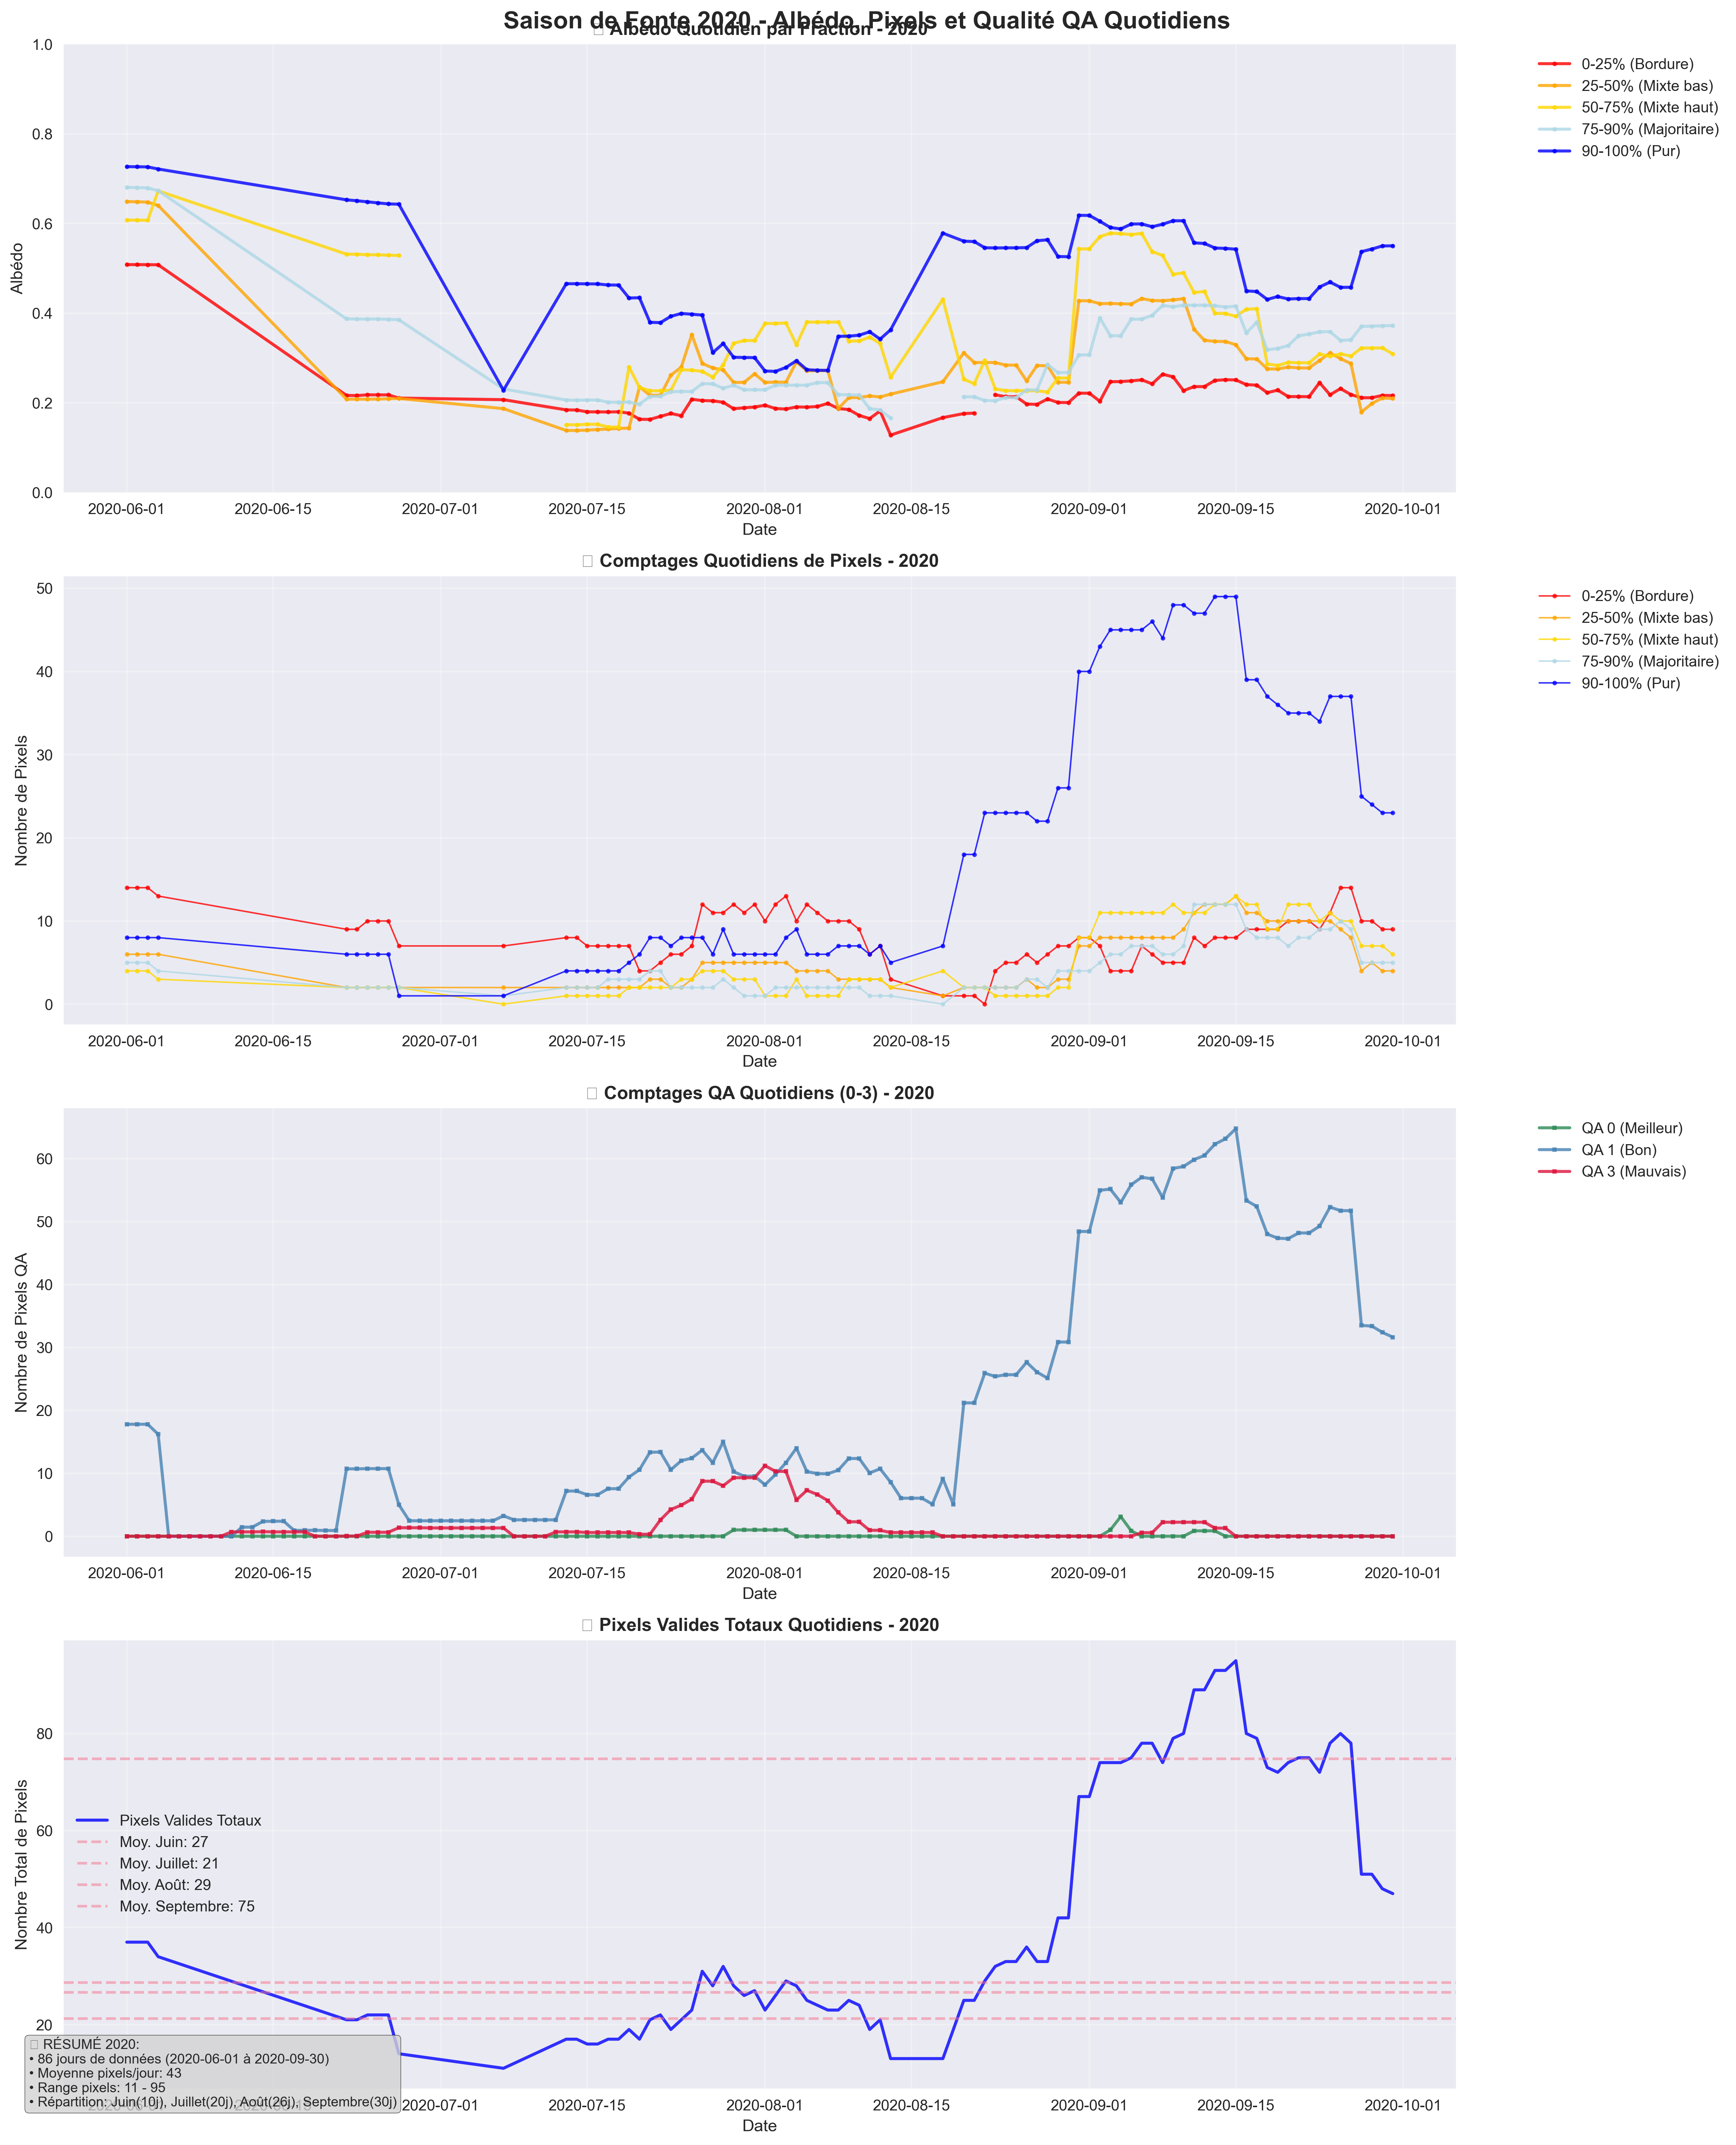 Saison de Fonte 2020 - Albédo, Pixels et Qualité QA Quotidiens
Albédo Quotidien par Fraction - 2020
1.0
0.8
0.6
0.4
0.2
0.0
Albédo
2020-06-01 2020-06-15 2020-07-01 2020-07-15 2020-08-01 2020-08-15 2020-09-01 2020-09-15 2020-10-01
Date
0-25% (Bordure)
25-50% (Mixte bas)
50-75% (Mixte haut)
75-90% (Majoritaire)
90-100% (Pur)
Comptages Quotidiens de Pixels - 2020
50
40
30
20
10
0
Nombre de Pixels
2020-06-01 2020-06-15 2020-07-01 2020-07-15 2020-08-01 2020-08-15 2020-09-01 2020-09-15 2020-10-01
Date
0-25% (Bordure)
25-50% (Mixte bas)
50-75% (Mixte haut)
75-90% (Majoritaire)
90-100% (Pur)
Comptages QA Quotidiens (0-3) - 2020
60
50
40
30
20
10
0
Nombre de Pixels QA
2020-06-01 2020-06-15 2020-07-01 2020-07-15 2020-08-01 2020-08-15 2020-09-01 2020-09-15 2020-10-01
Date
QA 0 (Meilleur)
QA 1 (Bon)
QA 3 (Mauvais)
Pixels Valides Totaux Quotidiens - 2020
80
60
40
20
Nombre Total de Pixels
Pixels Valides Totaux
Moy. Juin: 27
Moy. Juillet: 21
Moy. Août: 29
Moy. Septembre: 75
RÉSUMÉ 2020:
• 86 jours de données (2020-06-01 à 2020-09-30)
• Moyenne pixels/jour: 43
• Range pixels: 11 - 95
• Répartition: Juin(10j), Juillet(20j), Août(26j), Septembre(30j)
2020-07-01 2020-07-15 2020-08-01 2020-08-15 2020-09-01 2020-09-15 2020-10-01
Date